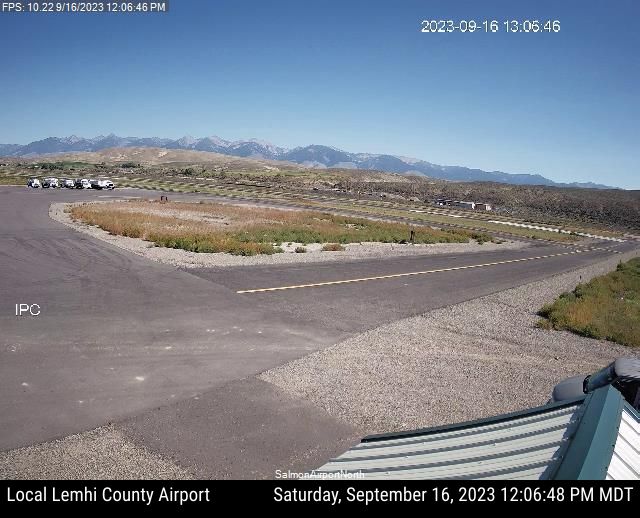 FPS: 10.22 9/16/2023 12:06:46 PM
2023-09-16 13:06:46
IPC
SalmonAirportNorth
Local Lemhi County Airport Saturday, September 16, 2023 12:06:48 PM MDT